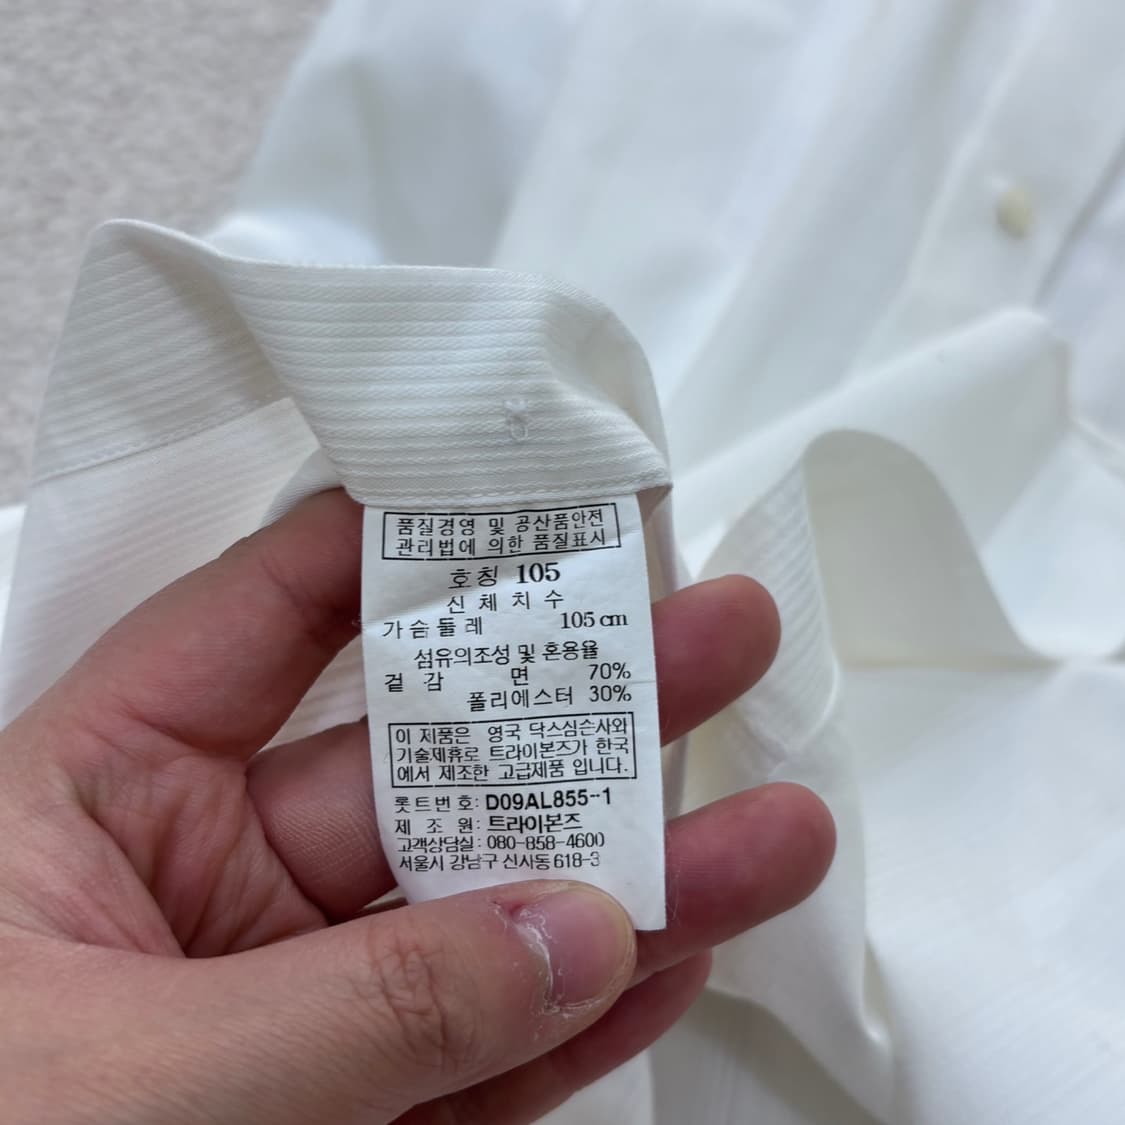 품질경영 및 공산품안전
관리법에 의한 품질표시
호칭 105
신체치수
가슴둘레 105cm
섬유의조성 및 혼용율
겉감 면 70%
폴리에스터 30%
이 제품은 영국 닥스심슨사와
기술제휴로 트라이본즈가 한국
에서 제조한 고급제품 입니다.
롯트번호: D09AL855-1
제조원: 트라이본즈
고객상담실: 080-858-4600
서울시 강남구 신사동 618-3